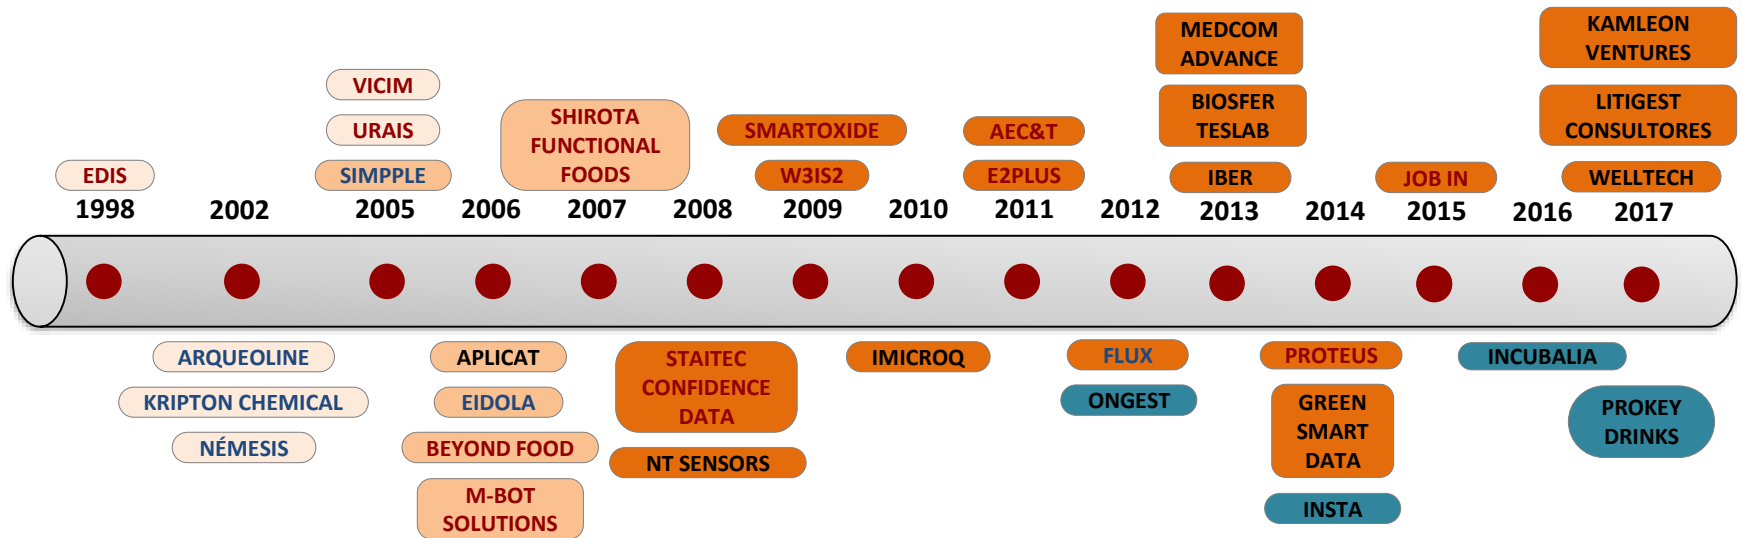 MEDCOM
ADVANCE
KAMLEON
VENTURES
VICIM
SHIROTA
FUNCTIONAL
FOODS
BIOSFER
TESLAB
LITIGEST
CONSULTORES
URAIS
SMARTOXIDE
AEC&T
EDIS
SIMPPLE
W3IS2
E2PLUS
IBER
JOB IN
WELLTECH
1998
2002
2005
2006
2007
2008
2009
2010
2011
2012
2013
2014
2015
2016
2017
ARQUEOLINE
KRIPTON CHEMICAL
NÉMESIS
APLICAT
EIDOLA
BEYOND FOOD
M-BOT
SOLUTIONS
STAITEC
CONFIDENCE
DATA
NT SENSORS
IMICROQ
FLUX
ONGEST
PROTEUS
GREEN
SMART
DATA
INSTA
INCUBALIA
PROKEY
DRINKS